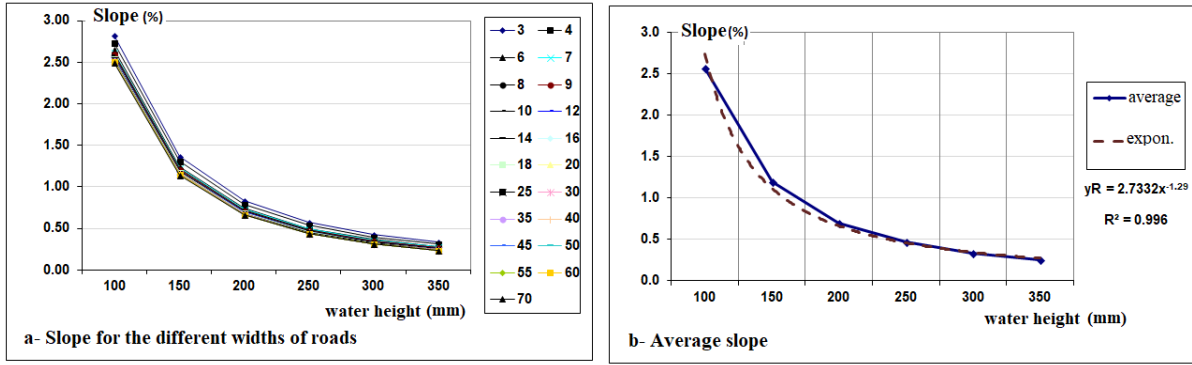 Slope (%)
3.00
2.50
2.00
1.50
1.00
0.50
0.00
100 150 200 250 300 350
water height (mm)
3 4
6 7
8 9
10 12
14 16
18 20
25 30
35 40
45 50
55 60
70
a- Slope for the different widths of roads
Slope(%)
3.0
2.5
2.0
1.5
1.0
0.5
0.0
100 150 200 250 300 350
water height (mm)
average
expon.
yR = 2.7332x^-1.29
R² = 0.996
b- Average slope